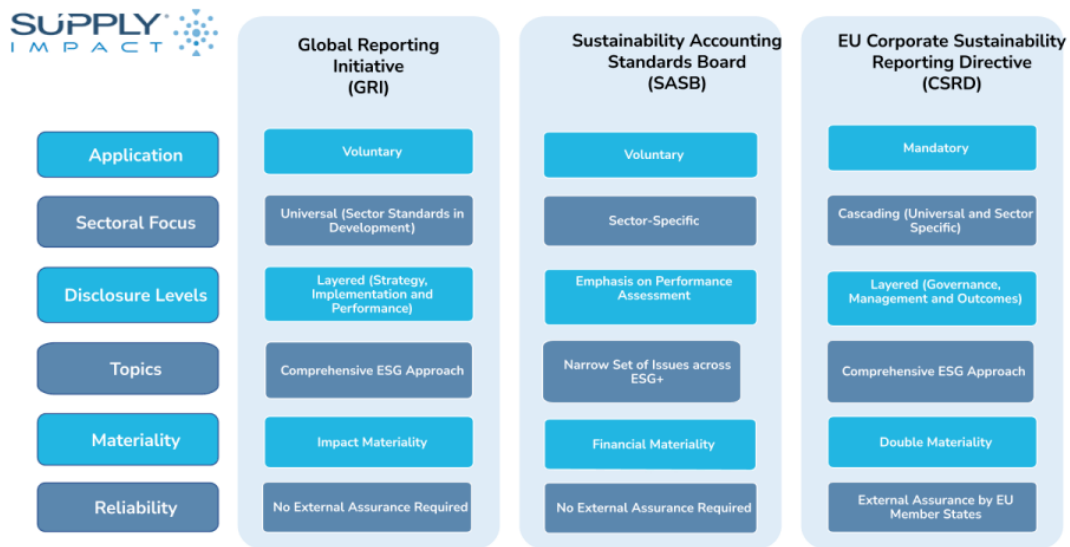 SUPPLY
IMPACT
Global Reporting
Initiative
(GRI)
Sustainability Accounting
Standards Board
(SASB)
EU Corporate Sustainability
Reporting Directive
(CSRD)
Application
Voluntary
Voluntary
Mandatory
Sectoral Focus
Universal (Sector Standards in
Development)
Sector-Specific
Cascading (Universal and Sector
Specific)
Disclosure Levels
Layered (Strategy,
Implementation and
Performance)
Emphasis on Performance
Assessment
Layered (Governance,
Management and Outcomes)
Topics
Comprehensive ESG Approach
Narrow Set of Issues across
ESG+
Comprehensive ESG Approach
Materiality
Impact Materiality
Financial Materiality
Double Materiality
Reliability
No External Assurance Required
No External Assurance Required
External Assurance by EU
Member States